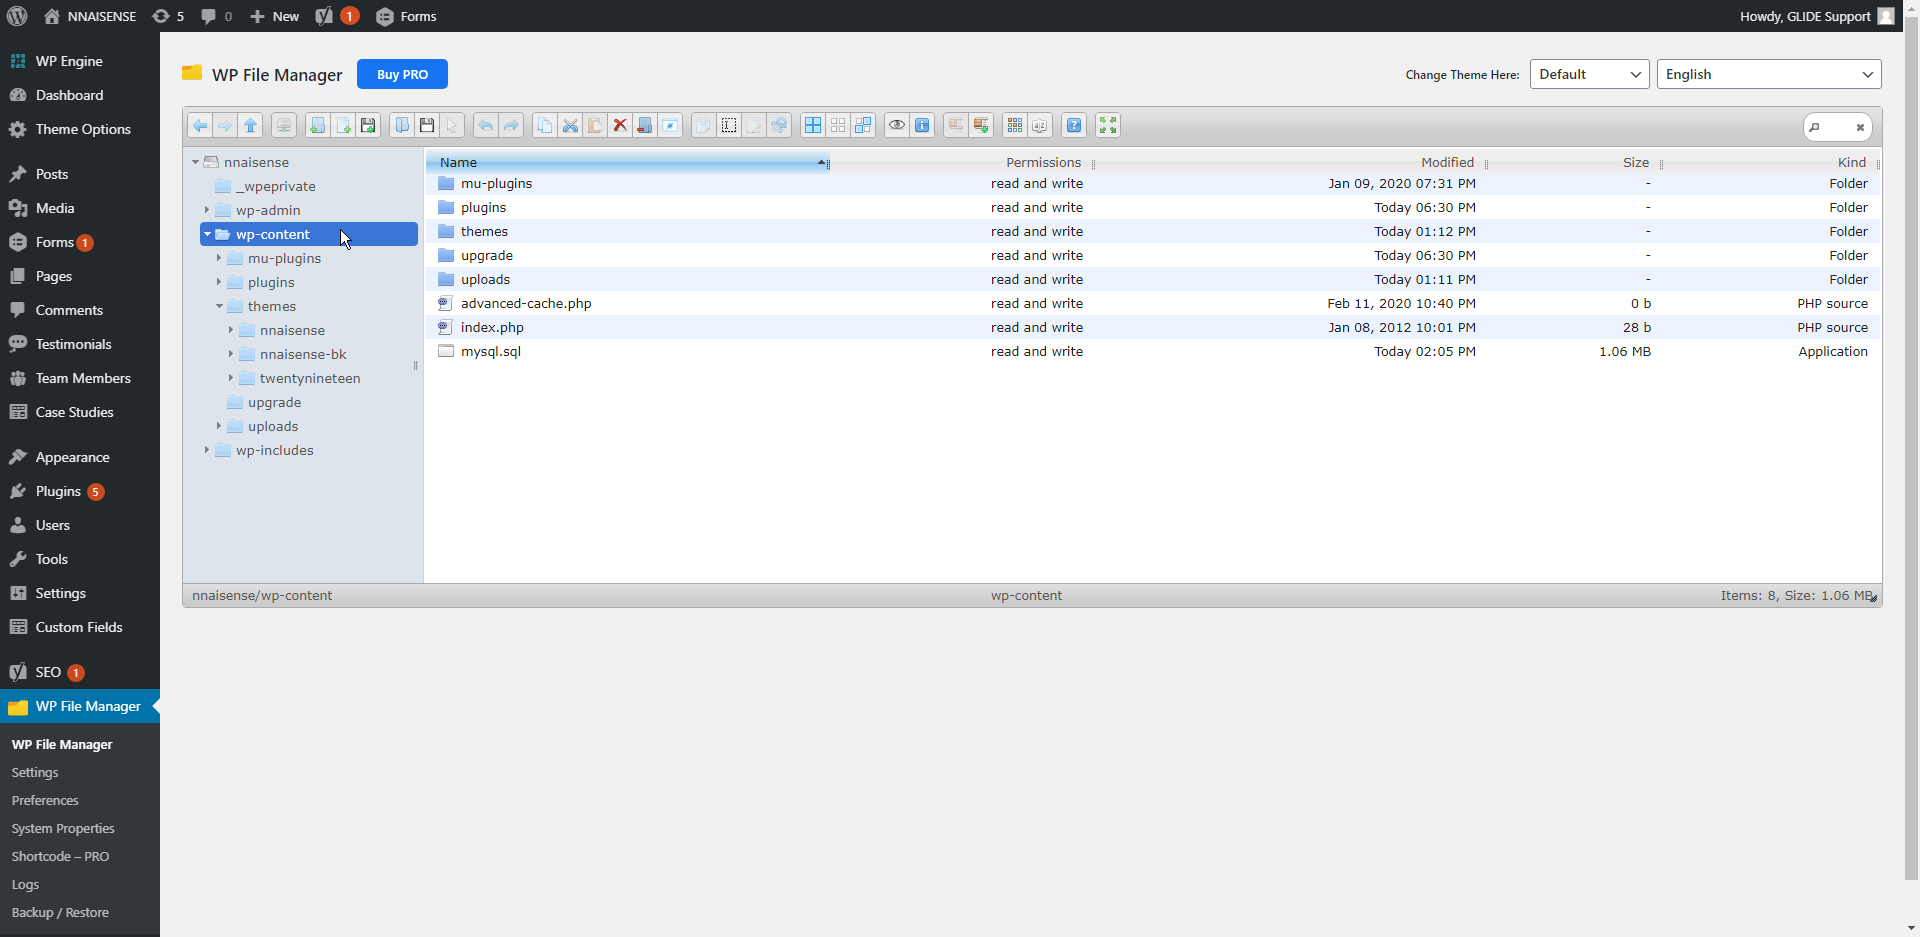 NNAISENSE 5 0 New 1 Forms Howdy, GLIDE Support
WP Engine
Dashboard
Theme Options
Posts
Media
Forms 1
Pages
Comments
Testimonials
Team Members
Case Studies
Appearance
Plugins 5
Users
Tools
Settings
Custom Fields
SEO 1
WP File Manager
WP File Manager
Settings
Preferences
System Properties
Shortcode – PRO
Logs
Backup / Restore
WP File Manager Buy PRO Change Theme Here: Default English
nnaisense
_wpeprivate
wp-admin
wp-content
mu-plugins
plugins
themes
nnaisense
nnaisense-bk
twentynineteen
upgrade
uploads
wp-includes
Name Permissions Modified Size Kind
mu-plugins read and write Jan 09, 2020 07:31 PM - Folder
plugins read and write Today 06:30 PM - Folder
themes read and write Today 01:12 PM - Folder
upgrade read and write Today 06:30 PM - Folder
uploads read and write Today 01:11 PM - Folder
advanced-cache.php read and write Feb 11, 2020 10:40 PM 0 b PHP source
index.php read and write Jan 08, 2012 10:01 PM 28 b PHP source
mysql.sql read and write Today 02:05 PM 1.06 MB Application
nnaisense/wp-content wp-content Items: 8, Size: 1.06 MB